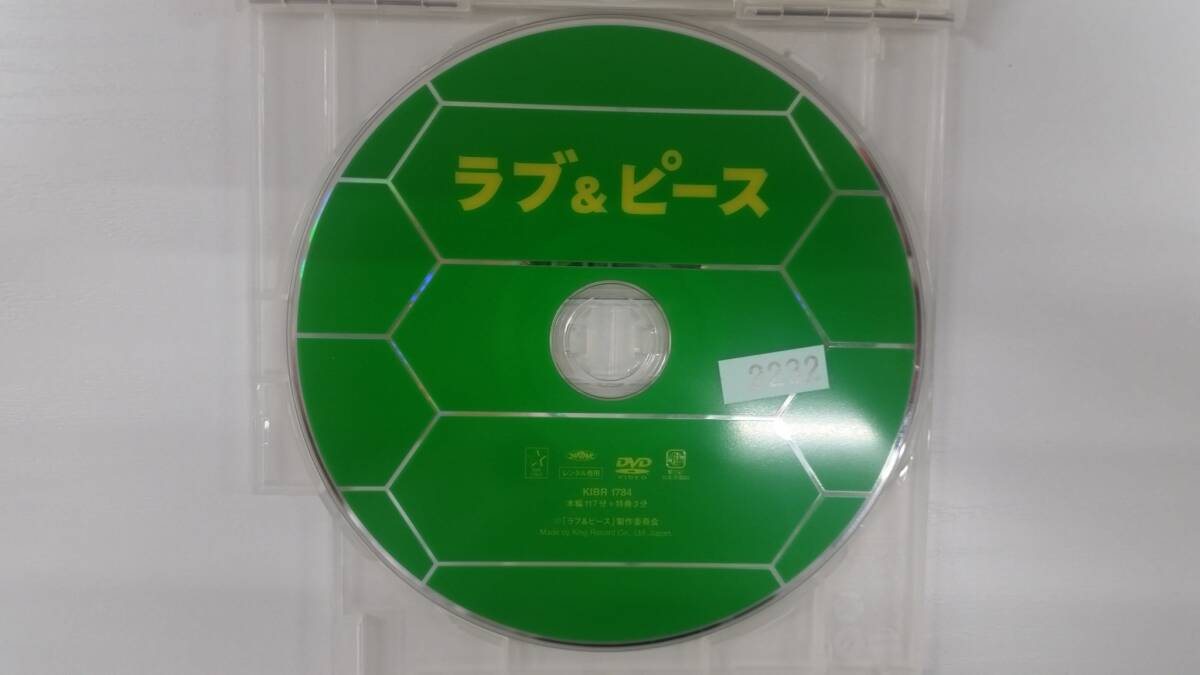 ラブ&ピース
2232
レンタル専用
DVD
VIDEO
KIBR 1784
本編117分+特典3分
©「ラブ&ピース」製作委員会
Made by King Record Co., Ltd. Japan